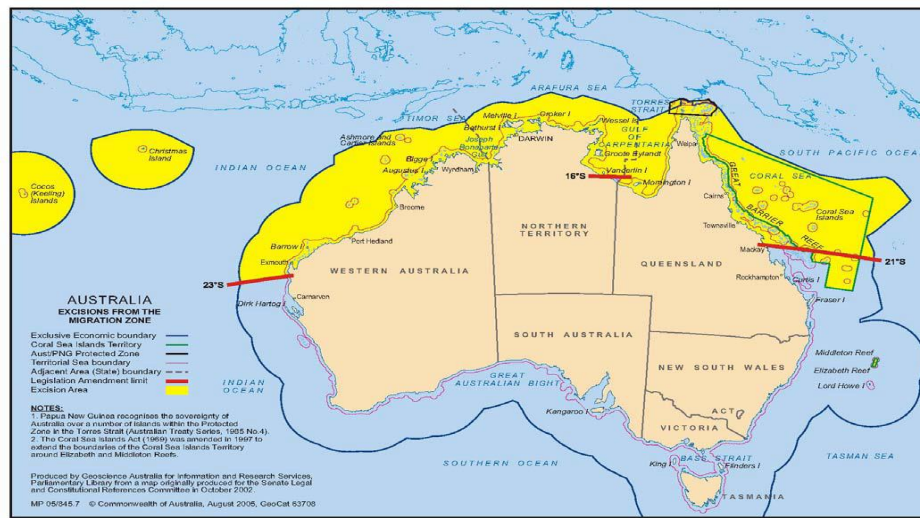 ARAFURA SEA
TORRES
STRAIT
TIMOR SEA
Melville I
Croker I
Wessel Is
Bathurst I
GULF
OF
CARPENTARIA
DARWIN
Joseph
Bonaparte
Gulf
Ashmore and
Cartier Islands
Weipa
Christmas
Island
INDIAN OCEAN
Bigge I
Groote Eylandt
SOUTH PACIFIC OCEAN
Augustus I
Wyndham
Vanderlin I
16°S
Mornington I
GREAT
BARRIER
REEF
CORAL SEA
Cocos
(Keeling)
Islands
Cairns
Coral Sea
Islands
Broome
Townsville
NORTHERN
TERRITORY
Port Hedland
Barrow I
Mackay
Exmouth
WESTERN AUSTRALIA
QUEENSLAND
21°S
23°S
Rockhampton
Curtis I
Carnarvon
Dirk Hartog I
Fraser I
SOUTH AUSTRALIA
AUSTRALIA
EXCISIONS FROM THE
MIGRATION ZONE
Exclusive Economic boundary
Coral Sea Islands Territory
Aust/PNG Protected Zone
Territorial Sea boundary
Adjacent Area (State) boundary
Legislation Amendment limit
Excision Area
Middleton Reef
Elizabeth Reef
Lord Howe I
NEW SOUTH WALES
INDIAN
OCEAN
GREAT
AUSTRALIAN BIGHT
Kangaroo I
ACT
VICTORIA
NOTES:
1. Papua New Guinea recognises the sovereignty of
Australia over a number of islands within the Protected
Zone in the Torres Strait (Australian Treaty Series, 1985 No.4).
2. The Coral Sea Islands Act (1969) was amended in 1997 to
extend the boundaries of the Coral Sea Islands Territory
around Elizabeth and Middleton Reefs.
SOUTHERN OCEAN
King I
BASS STRAIT
Flinders I
TASMAN SEA
TASMANIA
Produced by Geoscience Australia for Information and Research Services,
Parliamentary Library from a map originally produced for the Senate Legal
and Constitutional References Committee in October 2002.
MP 05/845.7 © Commonwealth of Australia, August 2005, GeoCat 63708